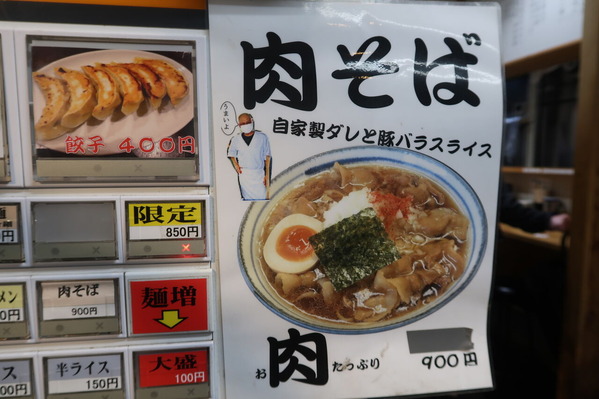 餃子 400円
限定
850円
円
肉そば
900円
麺増
円
半ライス
150円
大盛
100円
肉そば
自家製ダレと豚バラスライス
うまいよ
お肉たっぷり
900円